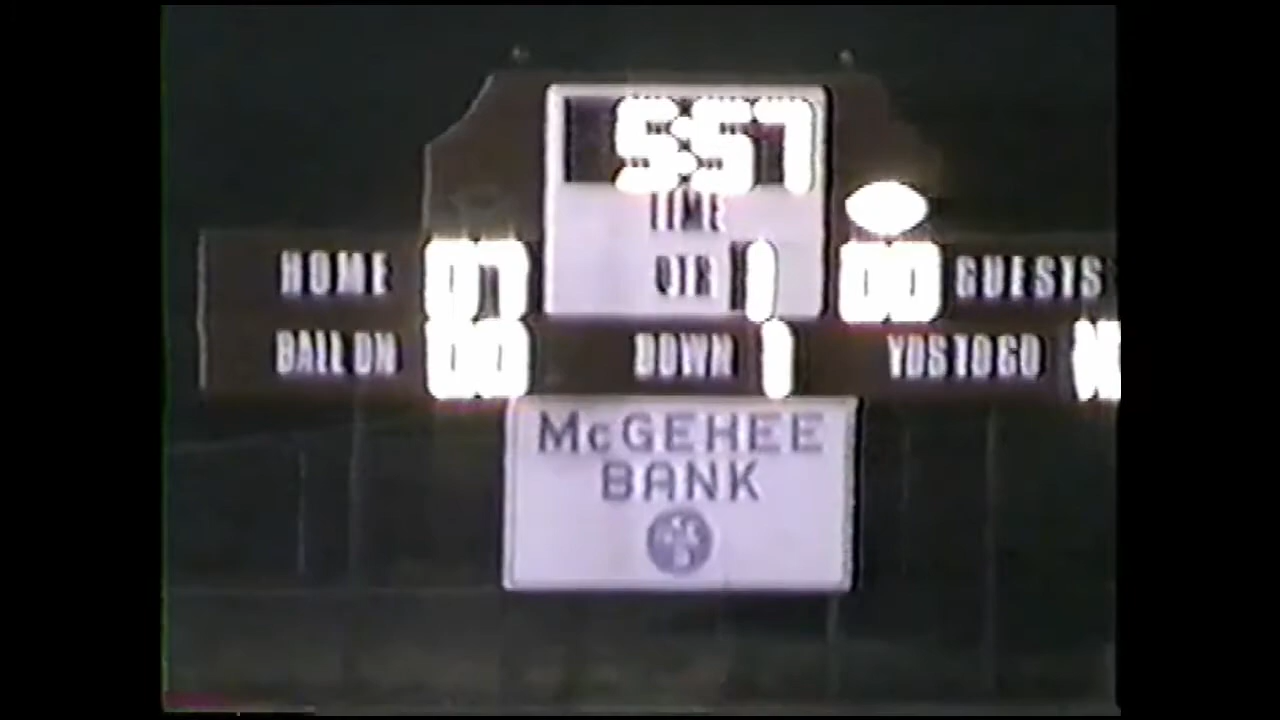 5:57
TIME
HOME 07 QTR 1 00 GUESTS
BALL ON 00 DOWN 1 YDS TO GO
McGEHEE
BANK